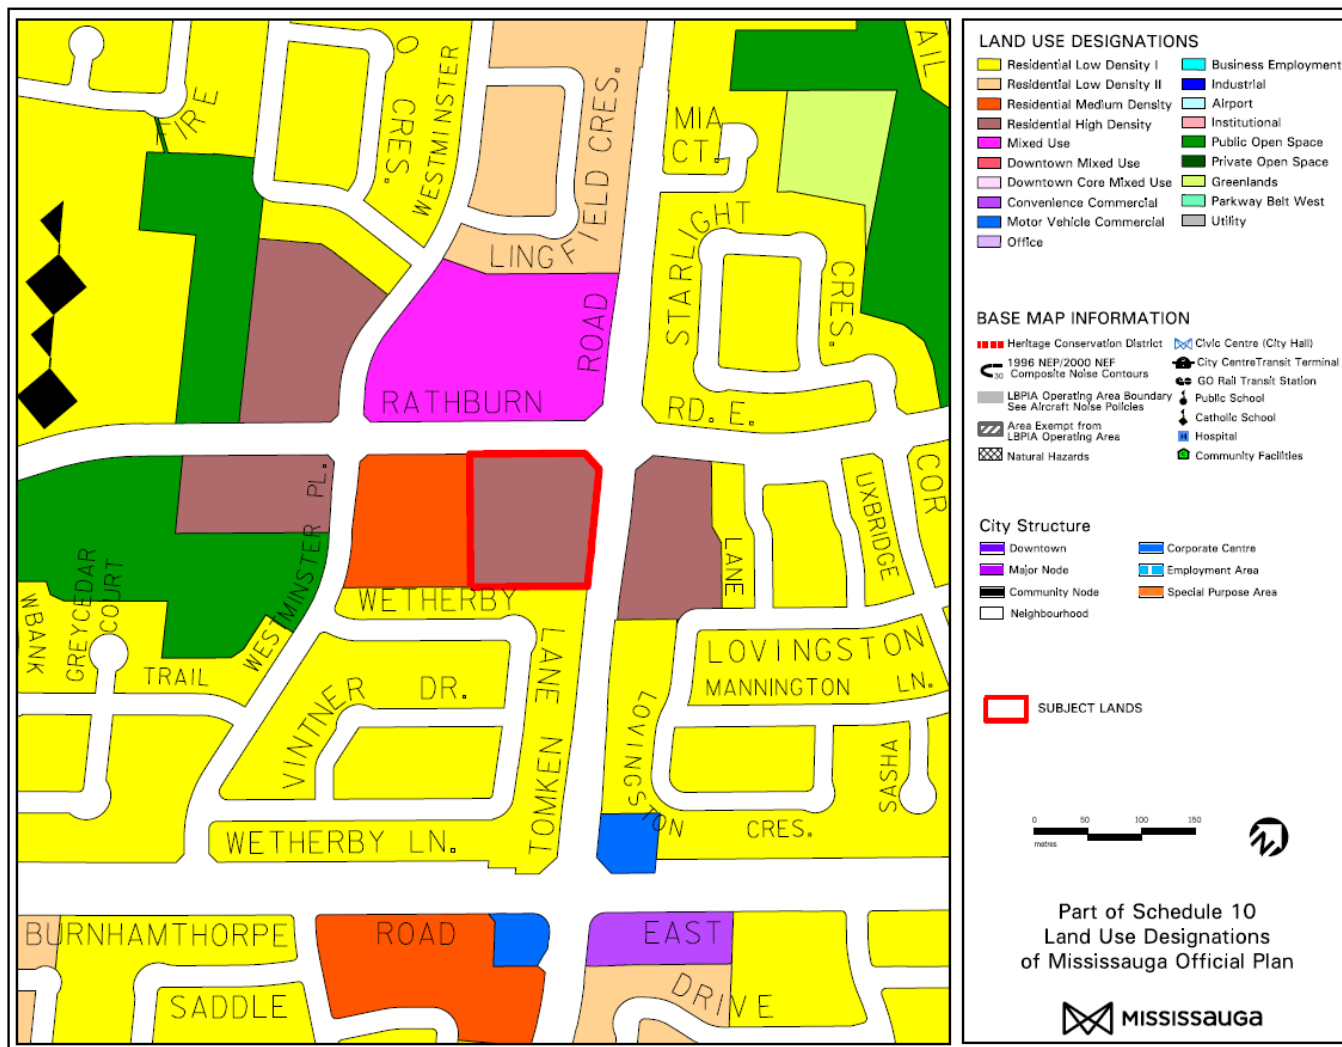 FIRE
O
CRES.
WESTMINSTER
LINGFIELD CRES.
MIA
CT.
AIL
STARLIGHT
CRES.
ROAD
RATHBURN
RD. E.
WESTMINSTER PL.
LANE
UXBRIDGE
COR
WBANK
GREYCEDAR
COURT
TRAIL
WETHERBY
LANE
VINTNER DR.
TOMKEN
LOVINGSTON
MANNINGTON LN.
LOVINGSTON
CRES.
SASHA
WETHERBY LN.
BURNHAMTHORPE ROAD EAST
SADDLE
DRIVE
LAND USE DESIGNATIONS
Residential Low Density I
Residential Low Density II
Residential Medium Density
Residential High Density
Mixed Use
Downtown Mixed Use
Downtown Core Mixed Use
Convenience Commercial
Motor Vehicle Commercial
Office
Business Employment
Industrial
Airport
Institutional
Public Open Space
Private Open Space
Greenlands
Parkway Belt West
Utility
BASE MAP INFORMATION
Heritage Conservation District
30
1996 NEP/2000 NEF
Composite Noise Contours
LBPIA Operating Area Boundary
See Aircraft Noise Policies
Area Exempt from
LBPIA Operating Area
Natural Hazards
Civic Centre (City Hall)
City CentreTransit Terminal
GO Rail Transit Station
Public School
Catholic School
H
Hospital
Community Facilities
City Structure
Downtown
Major Node
Community Node
Neighbourhood
Corporate Centre
Employment Area
Special Purpose Area
SUBJECT LANDS
0 50 100 150
metres
Part of Schedule 10
Land Use Designations
of Mississauga Official Plan
MISSISSauGa